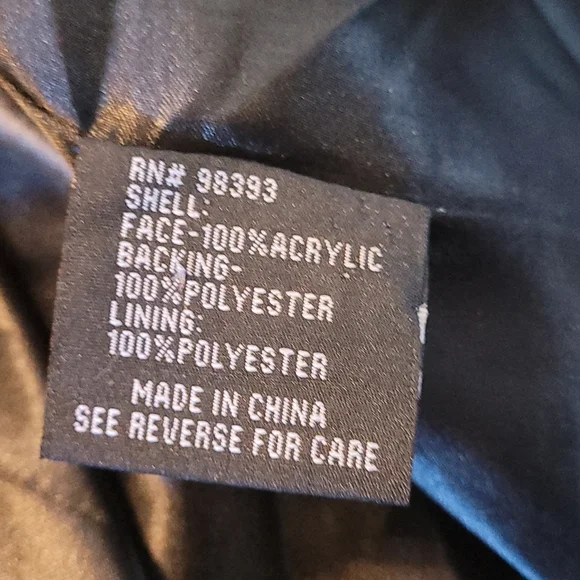 RN# 98393
SHELL:
FACE-100%ACRYLIC
BACKING-
100%POLYESTER
LINING:
100%POLYESTER
MADE IN CHINA
SEE REVERSE FOR CARE